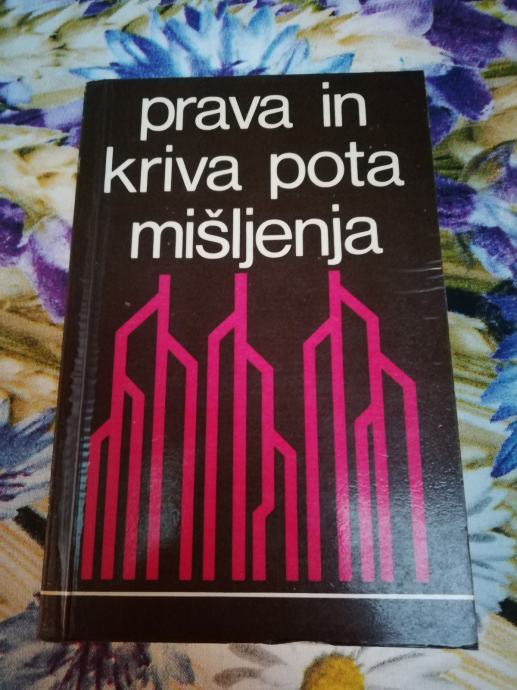 prava in
kriva pota
mišljenja